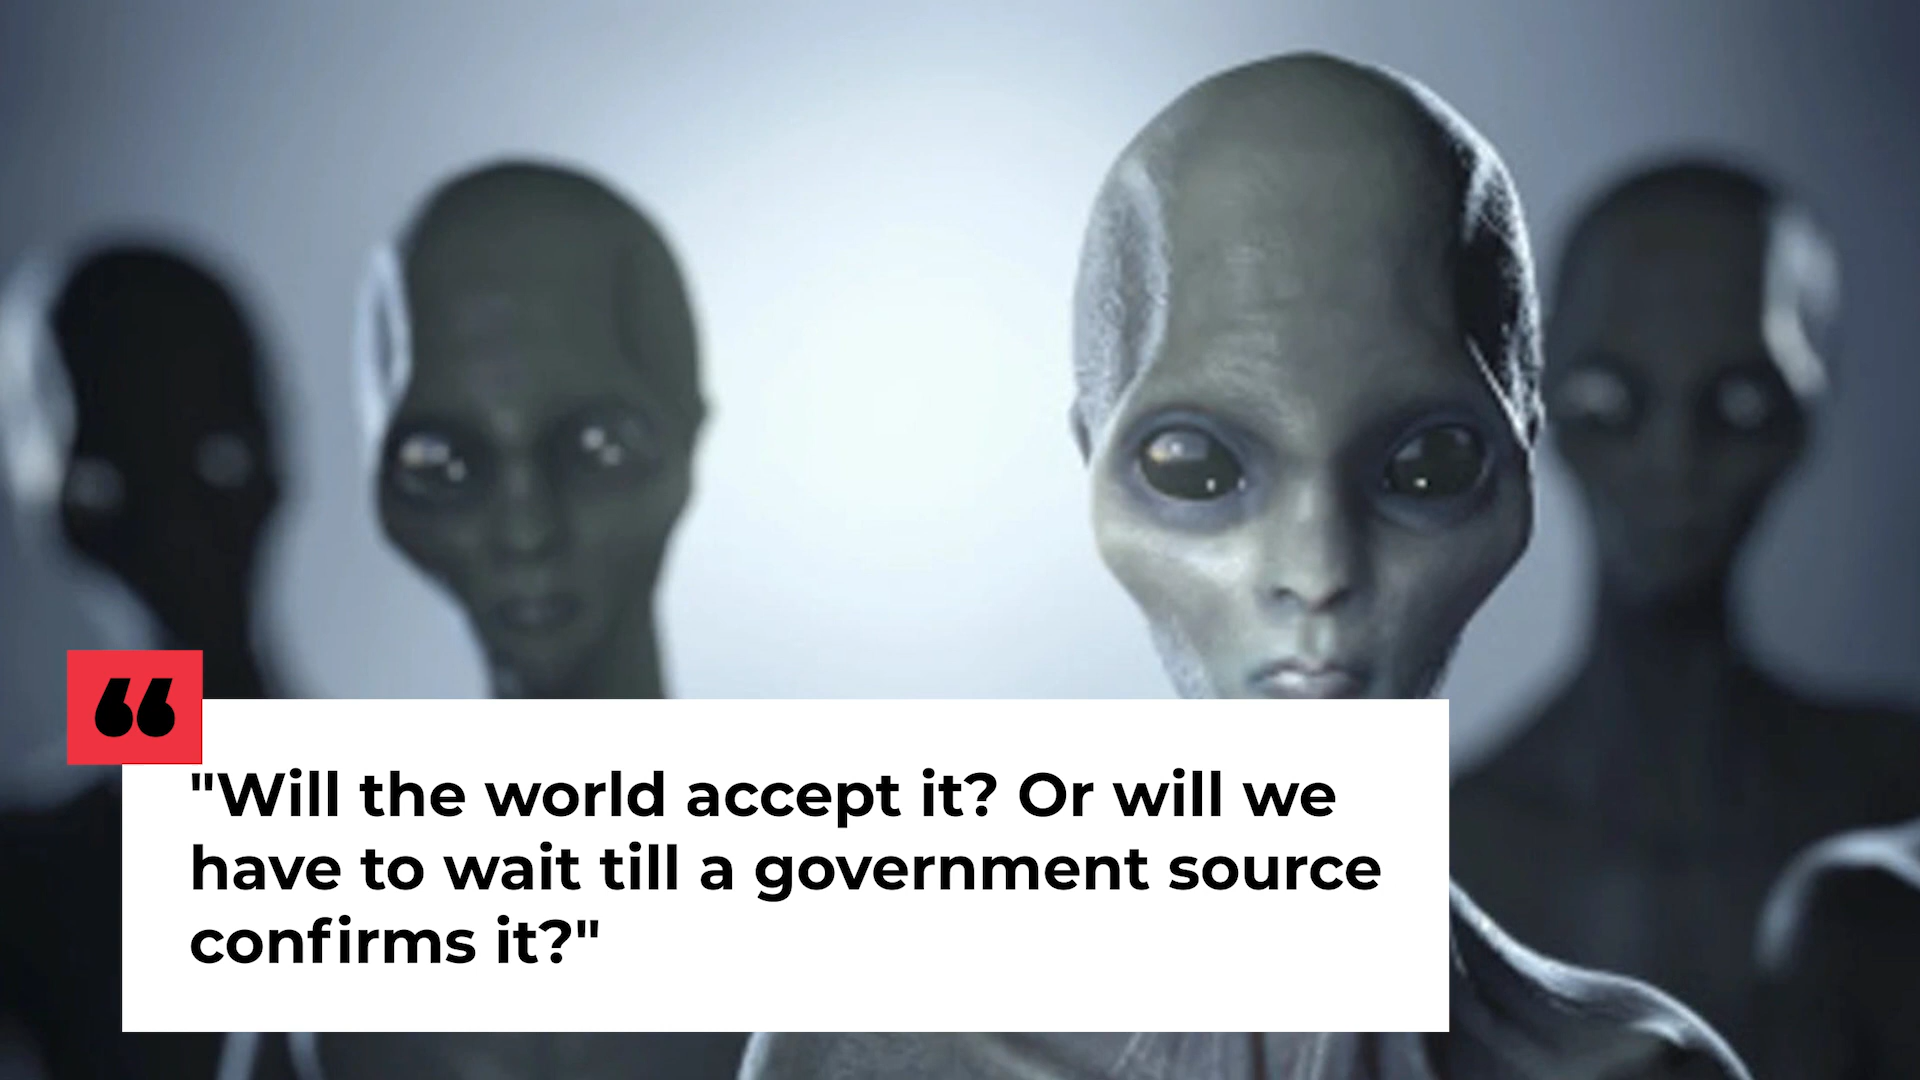 "Will the world accept it? Or will we
have to wait till a government source
confirms it?"